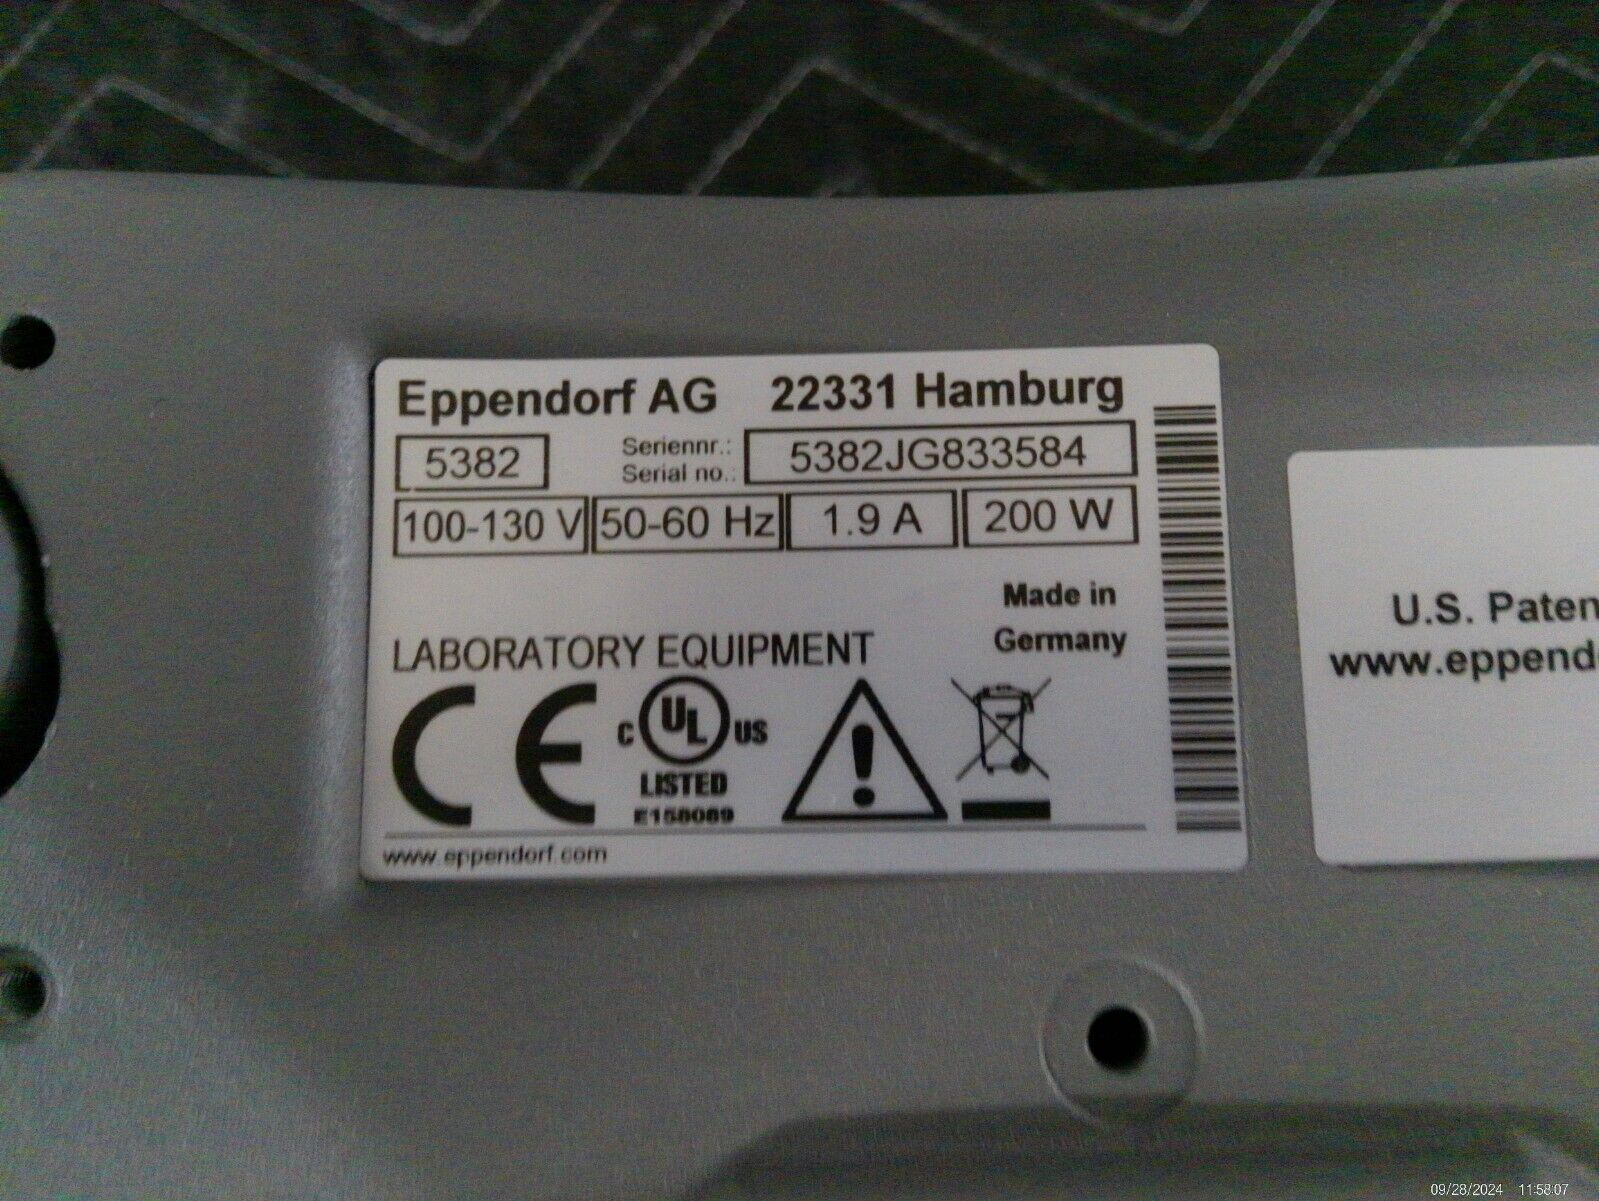 Eppendorf AG 22331 Hamburg
5382 Seriennr.: 5382JG833584
Serial no.:
100-130 V 50-60 Hz 1.9 A 200 W
Made in
Germany
LABORATORY EQUIPMENT
CE C UL US
LISTED
E158089
www.eppendorf.com
U.S. Paten
www.eppend
09/28/2024 11:58:07